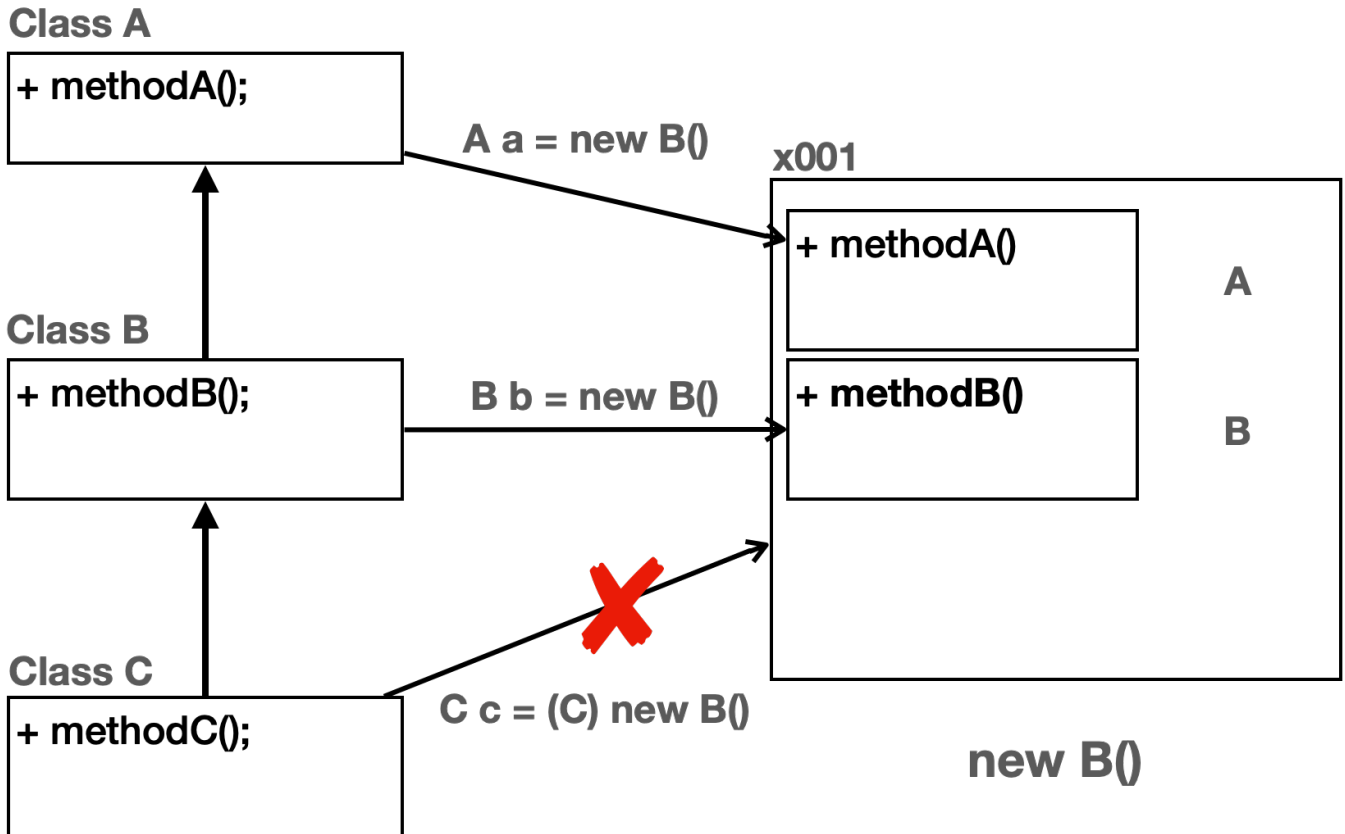 Class A
+ methodA();
A a = new B()
x001
+ methodA()
A
Class B
+ methodB();
B b = new B()
+ methodB()
B
Class C
+ methodC();
C c = (C) new B()
new B()